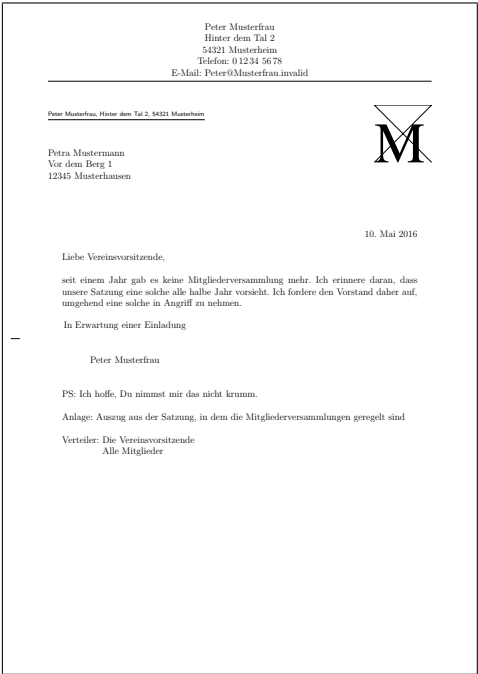 Peter Musterfrau
Hinter dem Tal 2
54321 Musterheim
Telefon: 0 12 34 56 78
E-Mail: Peter@Musterfrau.invalid
Peter Musterfrau, Hinter dem Tal 2, 54321 Musterheim
M
Petra Mustermann
Vor dem Berg 1
12345 Musterhausen
10. Mai 2016
Liebe Vereinsvorsitzende,
seit einem Jahr gab es keine Mitgliederversammlung mehr. Ich erinnere daran, dass
unsere Satzung eine solche alle halbe Jahr vorsieht. Ich fordere den Vorstand daher auf,
umgehend eine solche in Angriff zu nehmen.
In Erwartung einer Einladung
Peter Musterfrau
PS: Ich hoffe, Du nimmst mir das nicht krumm.
Anlage: Auszug aus der Satzung, in dem die Mitgliederversammlungen geregelt sind
Verteiler: Die Vereinsvorsitzende
Alle Mitglieder